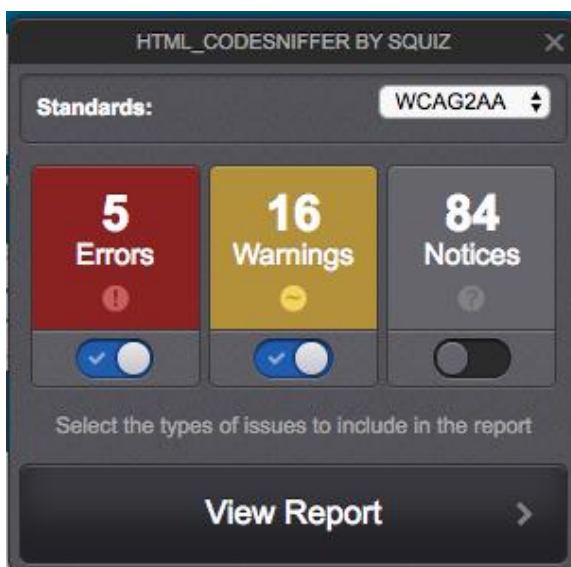 HTML_CODESNIFFER BY SQUIZ
Standards: WCAG2AA
5 16 84
Errors Warnings Notices
Select the types of issues to include in the report
View Report